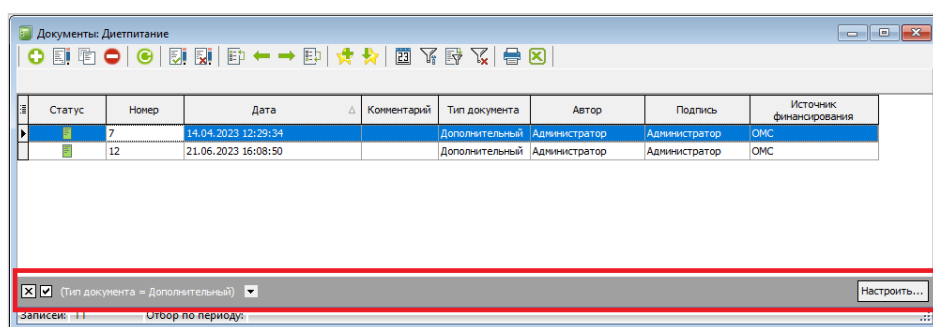 Документы: Диетпитание
23
Статус Номер Дата Комментарий Тип документа Автор Подпись Источник финансирования
7 14.04.2023 12:29:34 Дополнительный Администратор Администратор ОМС
12 21.06.2023 16:08:50 Дополнительный Администратор Администратор ОМС
(Тип документа = Дополнительный) Настроить...
Записей: 11 Отбор по периоду: